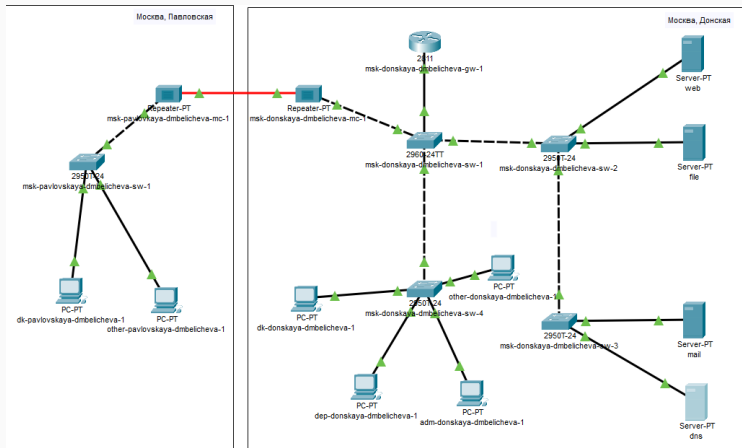 Москва, Павловская
Repeater-PT
msk-pavlovkaya-dmbelicheva-mc-1
2950T-24
msk-pavlovskaya-dmbelicheva-sw-1
PC-PT
dk-pavlovskaya-dmbelicheva-1
PC-PT
other-pavlovskaya-dmbelicheva-1
Москва, Донская
2811
msk-donskaya-dmbelicheva-gw-1
Repeater-PT
msk-donskaya-dmbelicheva-mc-1
2960-24TT
msk-donskaya-dmbelicheva-sw-1
2950T-24
msk-donskaya-dmbelicheva-sw-2
Server-PT
web
Server-PT
file
PC-PT
other-donskaya-dmbelicheva-1
PC-PT
dk-donskaya-dmbelicheva-1
2950T-24
msk-donskaya-dmbelicheva-sw-4
2950T-24
msk-donskaya-dmbelicheva-sw-3
Server-PT
mail
PC-PT
dep-donskaya-dmbelicheva-1
PC-PT
adm-donskaya-dmbelicheva-1
Server-PT
dns